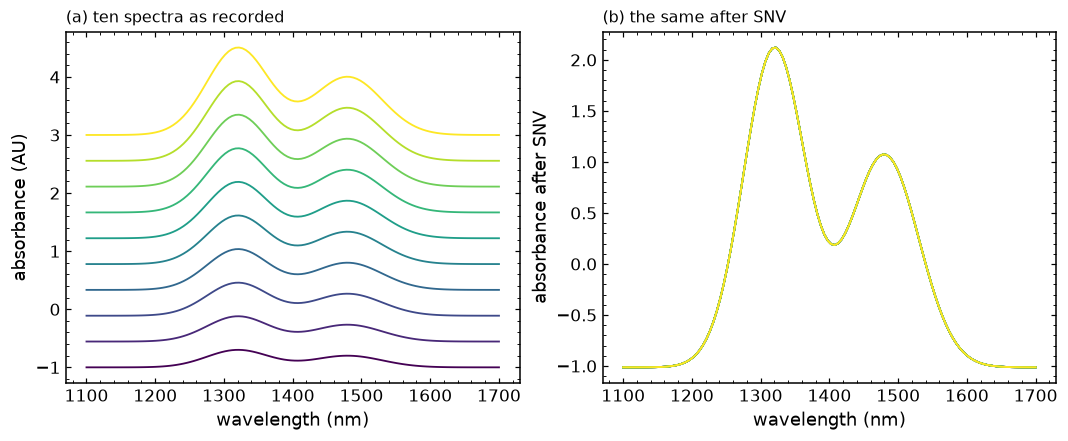 (a) ten spectra as recorded
absorbance (AU)
4
3
2
1
0
−1
1100 1200 1300 1400 1500 1600 1700
wavelength (nm)
(b) the same after SNV
absorbance after SNV
2.0
1.5
1.0
0.5
0.0
−0.5
−1.0
1100 1200 1300 1400 1500 1600 1700
wavelength (nm)